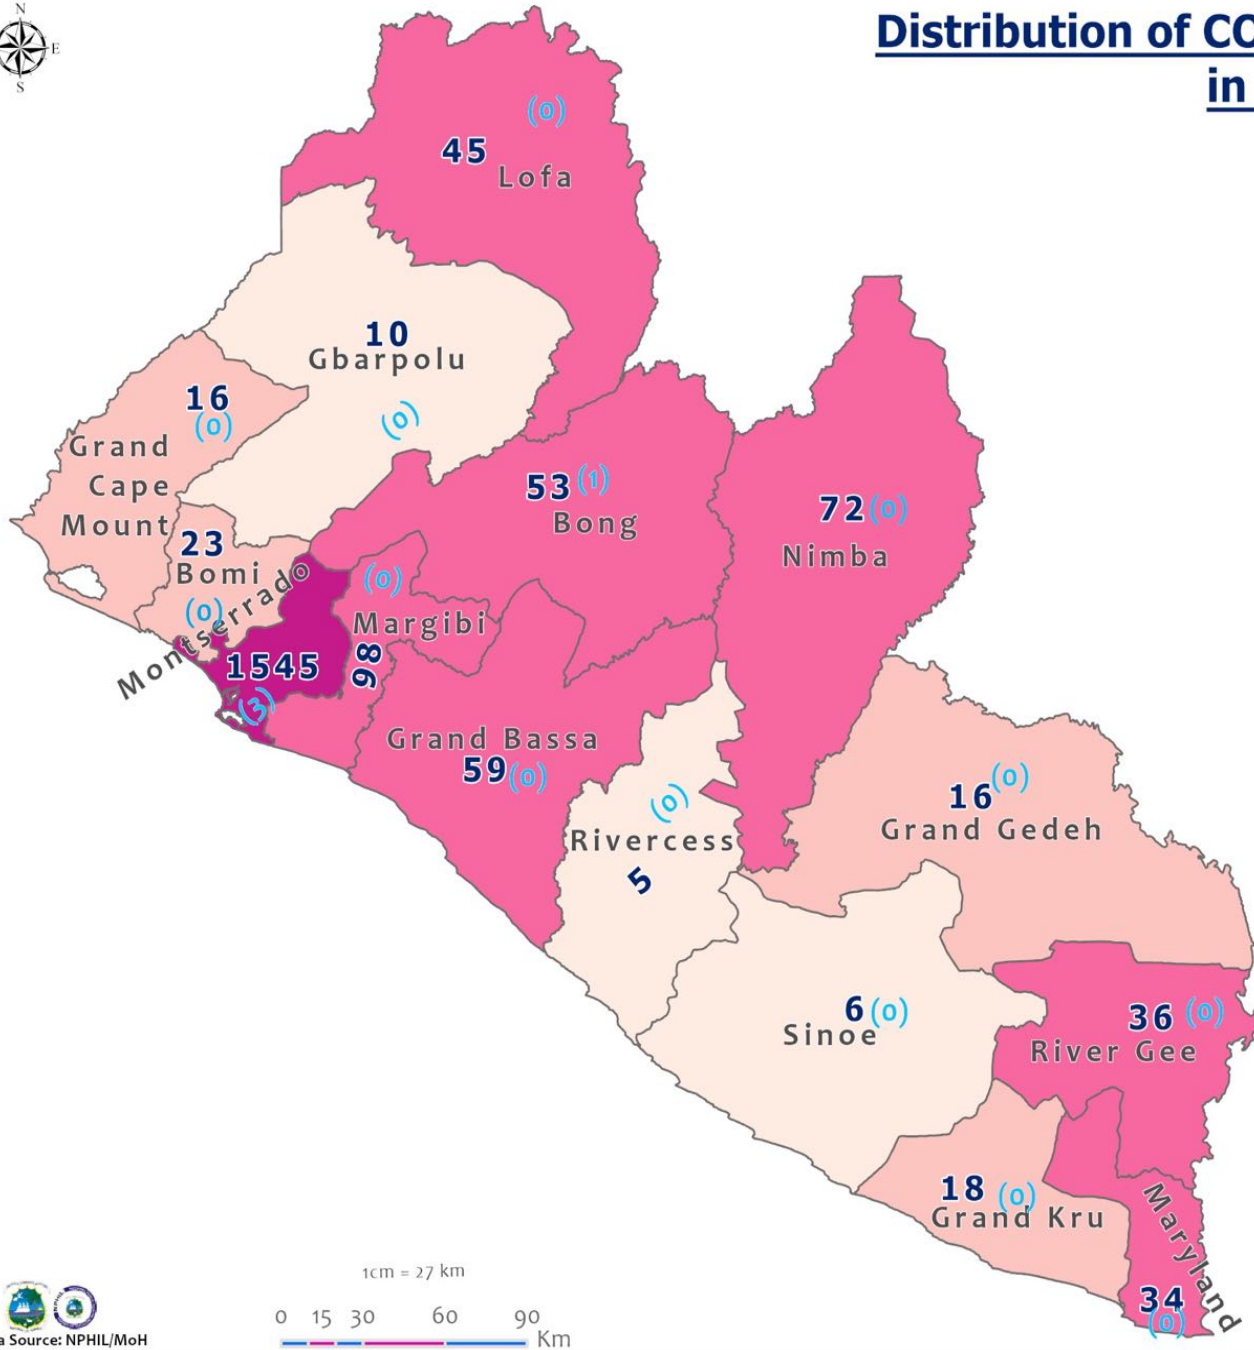 N
E
S
Distribution of CO
in
(0)
45
Lofa
10
Gbarpolu
(0)
16
(0)
Grand
Cape
Mount
53 (1)
Bong
72 (0)
Nimba
23
Bomi
(0)
Montserrado
1545
(3)
(0)
Margibi
98
Grand Bassa
59 (0)
(0)
Rivercess
5
(0)
16
Grand Gedeh
6 (0)
Sinoe
36 (0)
River Gee
18 (0)
Grand Kru
Maryland
34
(0)
1cm = 27 km
0 15 30 60 90
Km
a Source: NPHIL/MoH